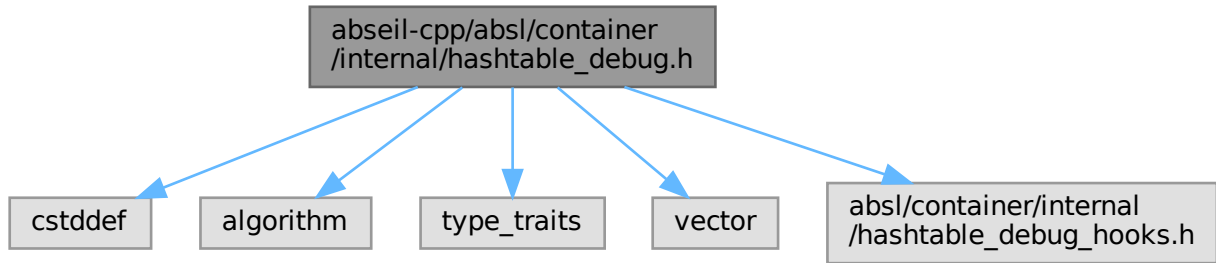 abseil-cpp/absl/container
/internal/hashtable_debug.h
cstddef
algorithm
type_traits
vector
absl/container/internal
/hashtable_debug_hooks.h